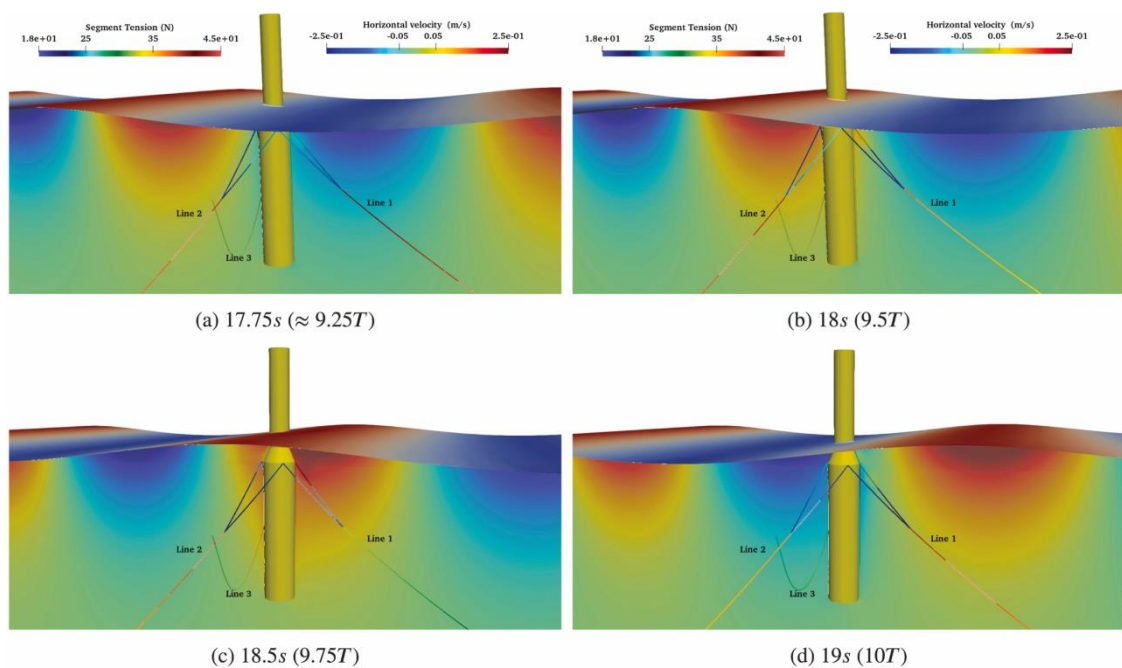 Segment Tension (N)
1.8e+01 25 35 4.5e+01
Horizontal velocity (m/s)
-2.5e-01 -0.05 0.05 2.5e-01
Line 1
Line 2
Line 3
(a) 17.75s (≈ 9.25T)
Segment Tension (N)
1.8e+01 25 35 4.5e+01
Horizontal velocity (m/s)
-2.5e-01 -0.05 0.05 2.5e-01
Line 1
Line 2
Line 3
(b) 18s (9.5T)
Line 1
Line 2
Line 3
(c) 18.5s (9.75T)
Line 1
Line 2
Line 3
(d) 19s (10T)